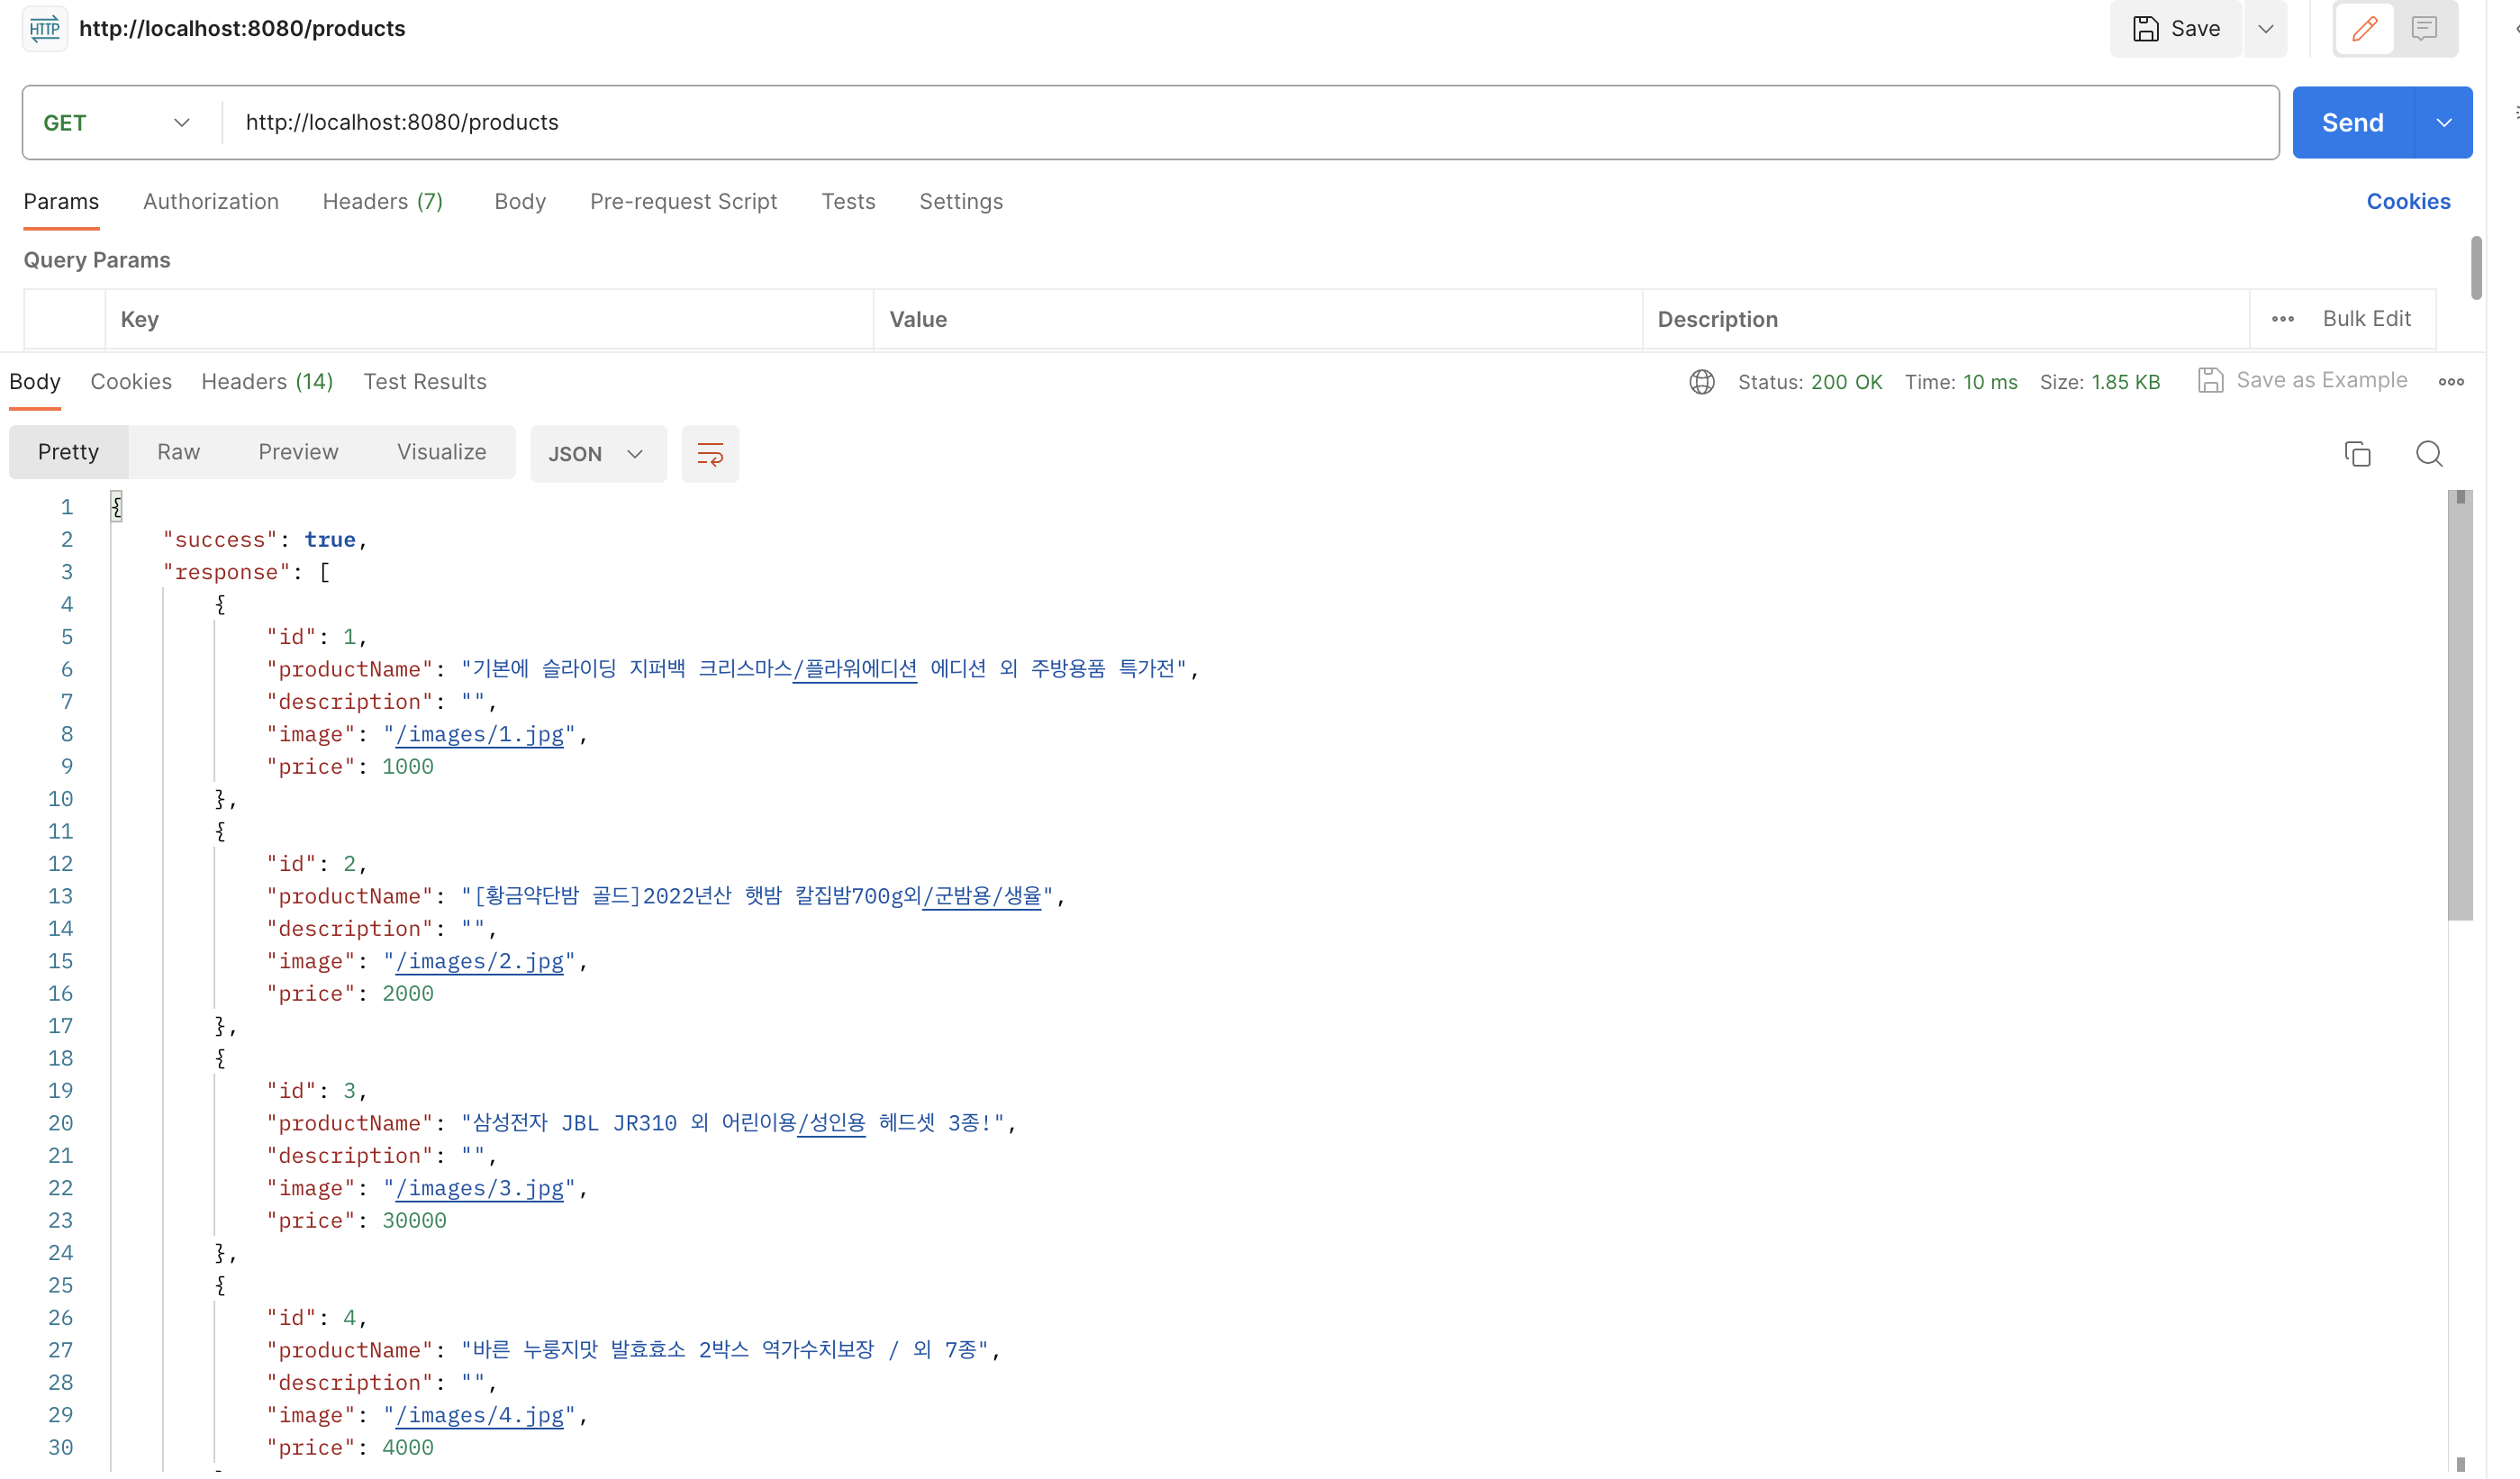 HTTP http://localhost:8080/products Save
GET http://localhost:8080/products Send
Params Authorization Headers (7) Body Pre-request Script Tests Settings Cookies
Query Params
Key Value Description Bulk Edit
Body Cookies Headers (14) Test Results Status: 200 OK Time: 10 ms Size: 1.85 KB Save as Example
Pretty Raw Preview Visualize JSON
1 {
2 "success": true,
3 "response": [
4 {
5 "id": 1,
6 "productName": "기본에 슬라이딩 지퍼백 크리스마스/플라워에디션 에디션 외 주방용품 특가전",
7 "description": "",
8 "image": "/images/1.jpg",
9 "price": 1000
10 },
11 {
12 "id": 2,
13 "productName": "[황금약단밤 골드]2022년산 햇밤 칼집밤700g외/군밤용/생율",
14 "description": "",
15 "image": "/images/2.jpg",
16 "price": 2000
17 },
18 {
19 "id": 3,
20 "productName": "삼성전자 JBL JR310 외 어린이용/성인용 헤드셋 3종!",
21 "description": "",
22 "image": "/images/3.jpg",
23 "price": 30000
24 },
25 {
26 "id": 4,
27 "productName": "바른 누룽지맛 발효효소 2박스 역가수치보장 / 외 7종",
28 "description": "",
29 "image": "/images/4.jpg",
30 "price": 4000